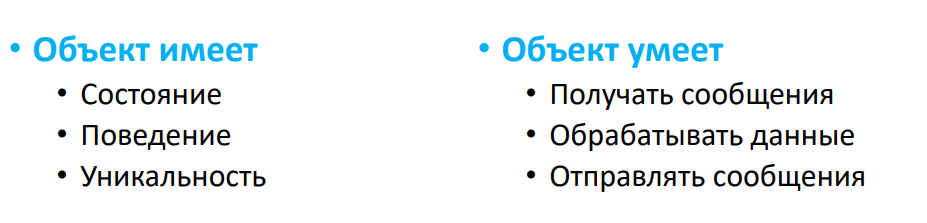 • Объект имеет
• Состояние
• Поведение
• Уникальность
• Объект умеет
• Получать сообщения
• Обрабатывать данные
• Отправлять сообщения